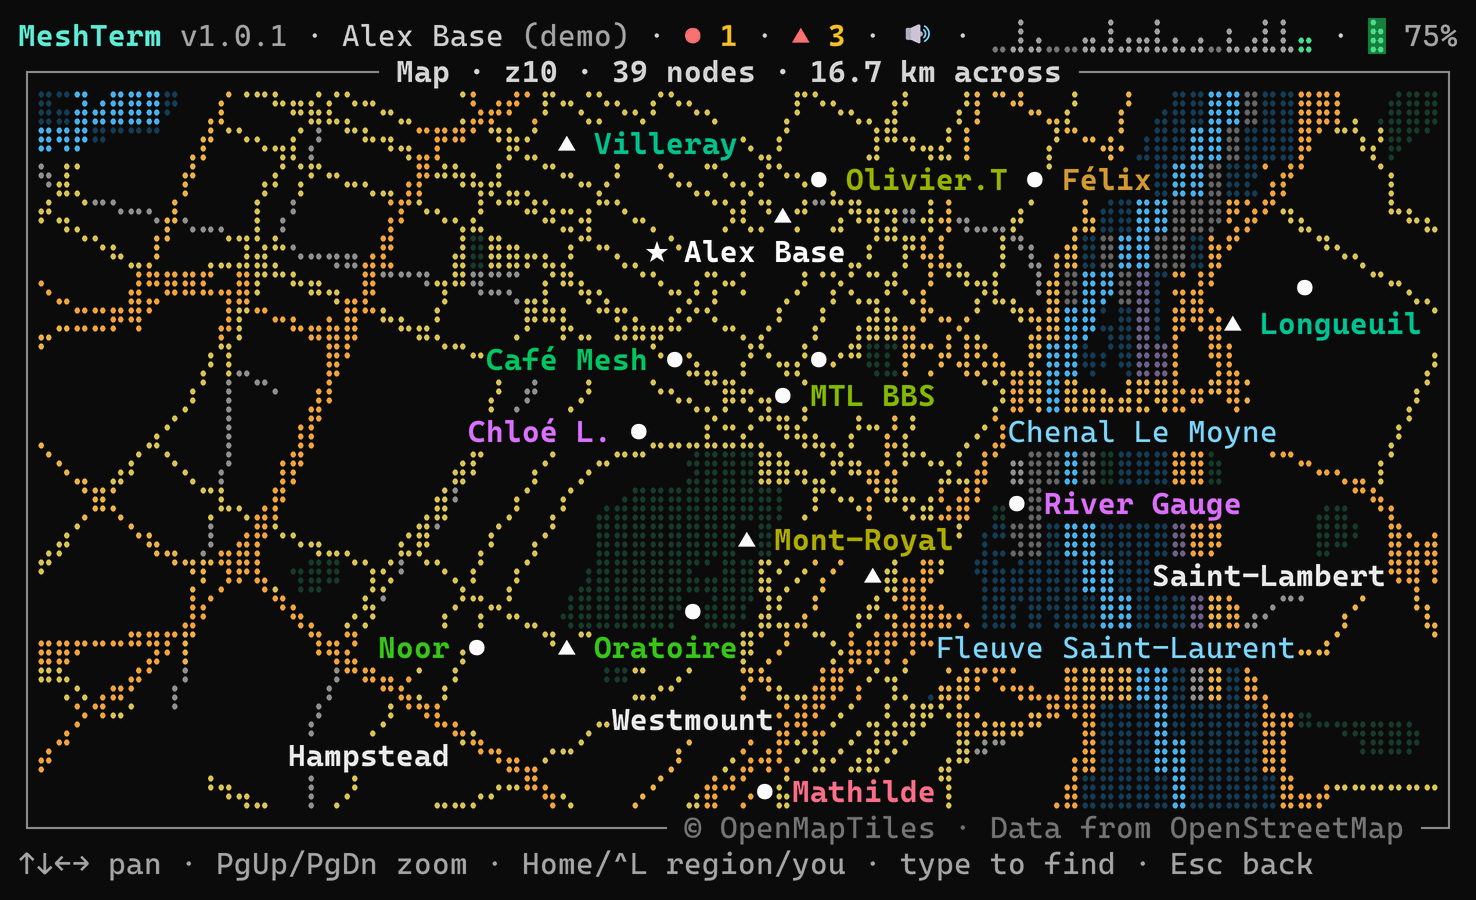 MeshTerm v1.0.1 · Alex Base (demo) · ● 1 · ▲ 3 · 🔊 · · 75%
Map · z10 · 39 nodes · 16.7 km across
Villeray
Olivier.T
Félix
★ Alex Base
Longueuil
Café Mesh
MTL BBS
Chloé L.
Chenal Le Moyne
River Gauge
Mont-Royal
Saint-Lambert
Noor
Oratoire
Fleuve Saint-Laurent
Westmount
Hampstead
Mathilde
© OpenMapTiles · Data from OpenStreetMap
↑↓←→ pan · PgUp/PgDn zoom · Home/^L region/you · type to find · Esc back